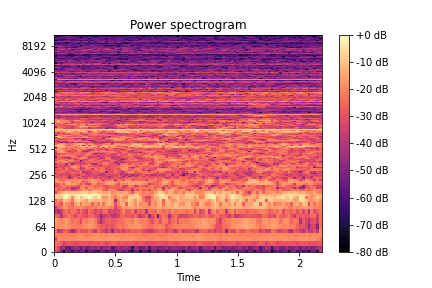 Power spectrogram
8192
4096
2048
1024
512
256
128
64
0
Hz
0
0.5
1
1.5
2
Time
+0 dB
-10 dB
-20 dB
-30 dB
-40 dB
-50 dB
-60 dB
-70 dB
-80 dB